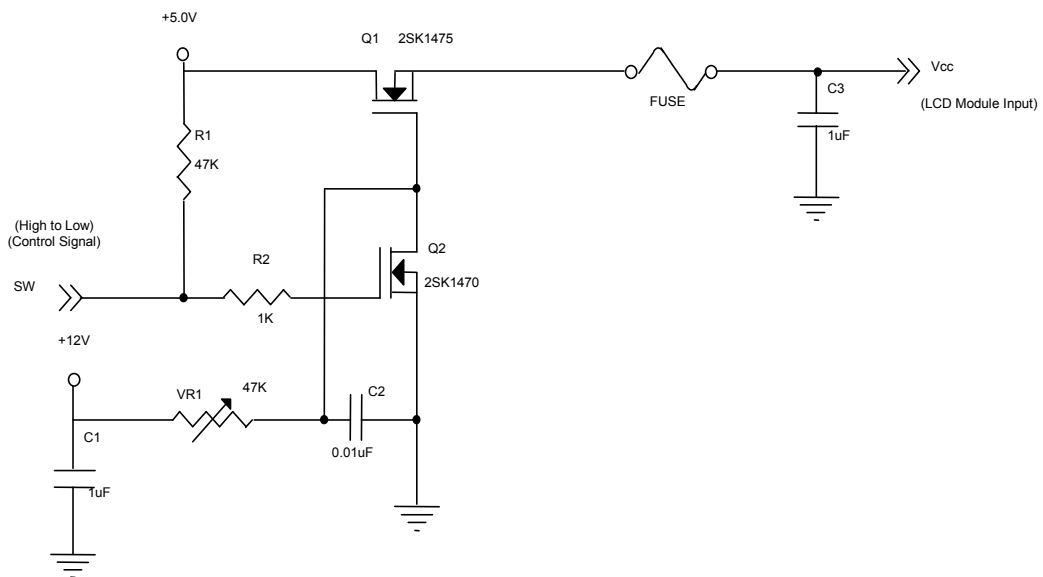 +5.0V
Q1 2SK1475
Vcc
FUSE
C3
(LCD Module Input)
1uF
R1
47K
(High to Low)
(Control Signal)
Q2
R2
2SK1470
SW
1K
+12V
VR1
47K
C2
C1
0.01uF
1uF